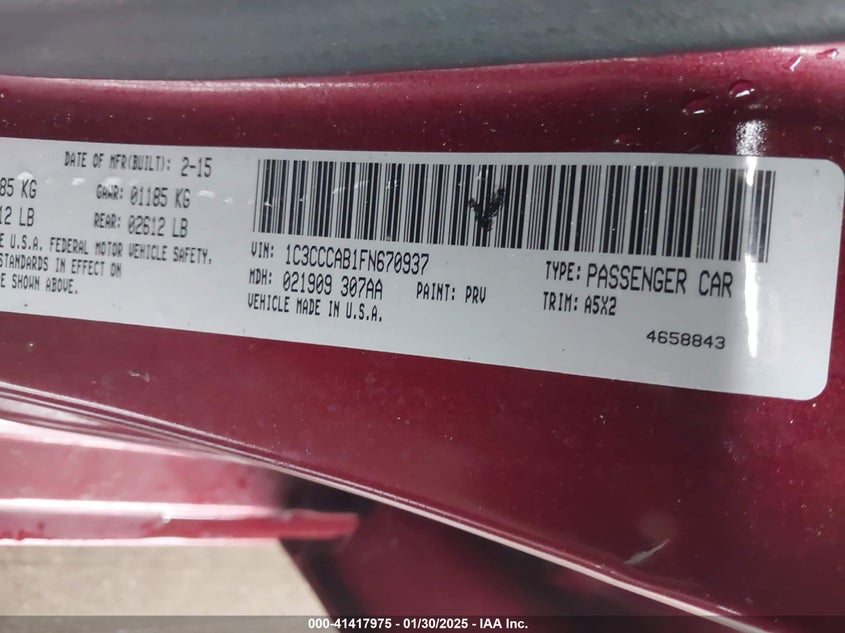 DATE OF MFR(BUILT): 2-15
85 KG GAWR: 01185 KG
12 LB REAR: 02612 LB
E U.S.A. FEDERAL MOTOR VEHICLE SAFETY,
STANDARDS IN EFFECT ON
E SHOWN ABOVE.
VIN: 1C3CCCAB1FN670937
MDH: 021909 307AA PAINT: PRV
VEHICLE MADE IN U.S.A.
TYPE: PASSENGER CAR
TRIM: A5X2
4658843
000-41417975 — 01/30/2025 — IAA Inc.